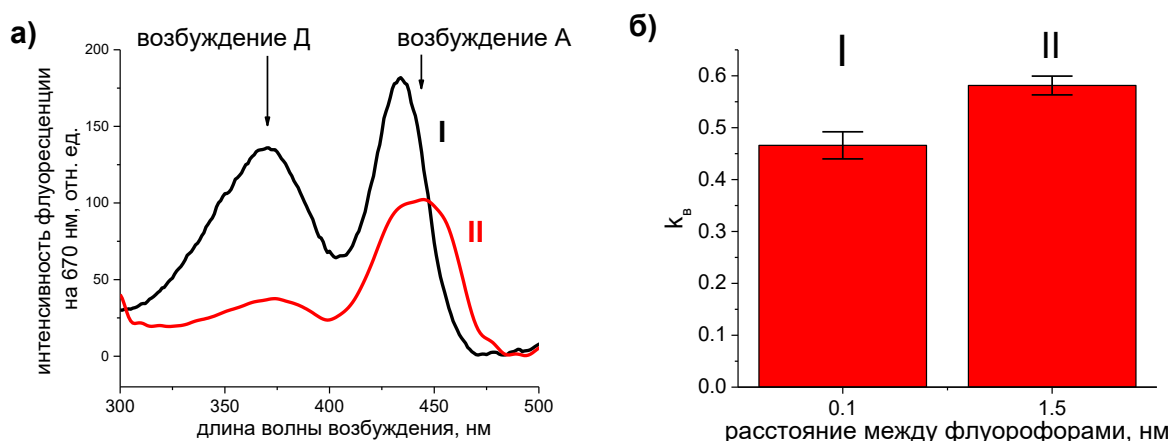 а)
возбуждение Д
возбуждение А
200
150
100
50
0
I
II
интенсивность флуоресценции
на 670 нм, отн. ед.
300
350
400
450
500
длина волны возбуждения, нм
б)
I
II
0.6
0.5
0.4
0.3
0.2
0.1
0.0
kв
0.1
1.5
расстояние между флуорофорами, нм